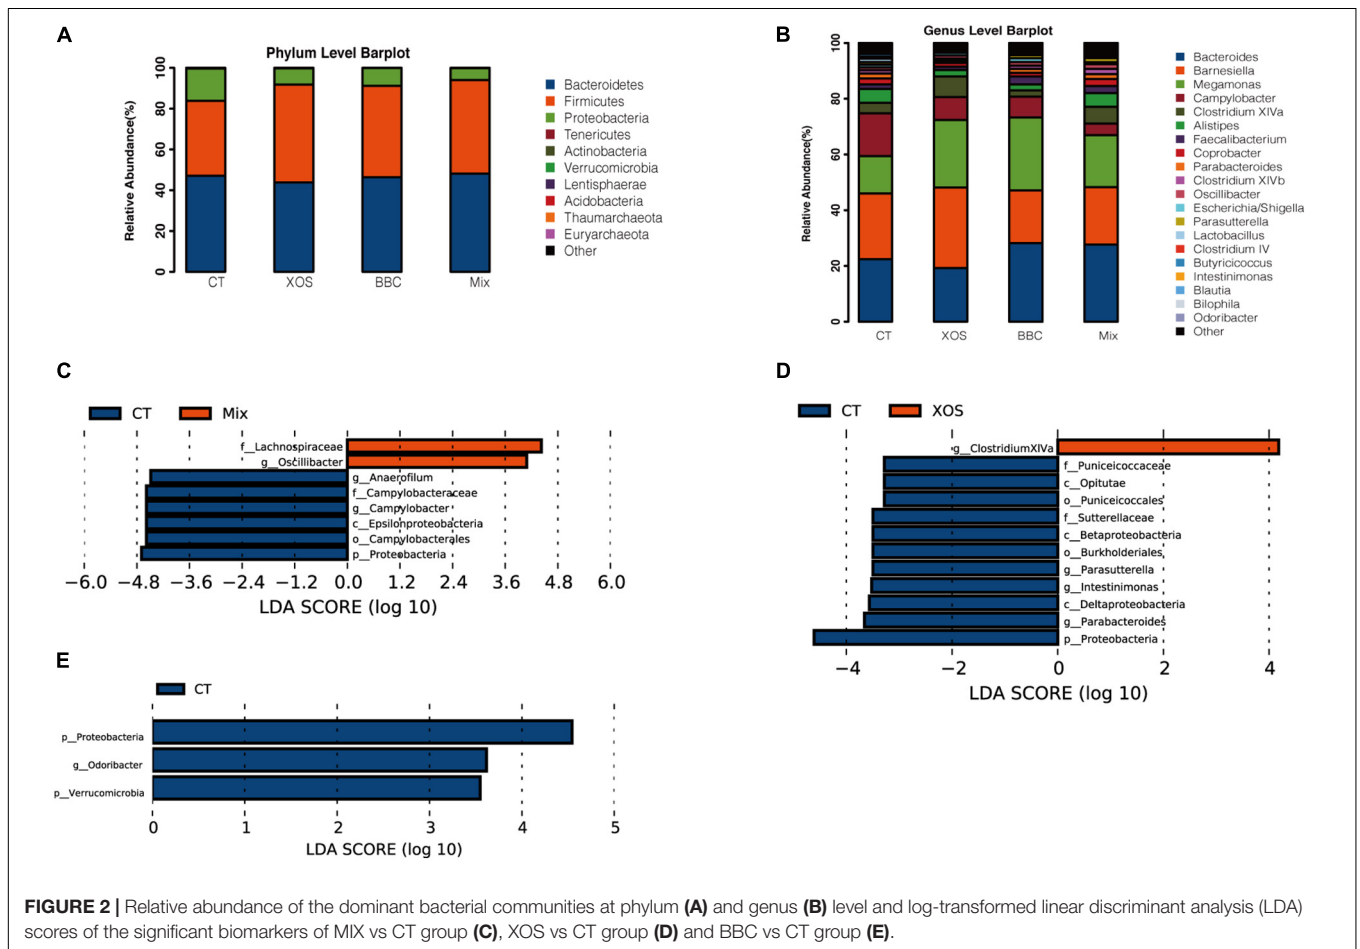 A
Phylum Level Barplot
Relative Abundance(%)
100
80
60
40
20
0
CT
XOS
BBC
Mix
Bacteroidetes
Firmicutes
Proteobacteria
Tenericutes
Actinobacteria
Verrucomicrobia
Lentisphaerae
Acidobacteria
Thaumarchaeota
Euryarchaeota
Other
B
Genus Level Barplot
Relative Abundance(%)
100
80
60
40
20
0
CT
XOS
BBC
Mix
Bacteroides
Barnesiella
Megamonas
Campylobacter
Clostridium XIVa
Alistipes
Faecalibacterium
Coprobacter
Parabacteroides
Clostridium XIVb
Oscillibacter
Escherichia/Shigella
Parasutterella
Lactobacillus
Clostridium IV
Butyricicoccus
Intestinimonas
Blautia
Bilophila
Odoribacter
Other
C
CT Mix
f__Lachnospiraceae
g__Oscillibacter
g__Anaerofilum
f__Campylobacteraceae
g__Campylobacter
c__Epsilonproteobacteria
o__Campylobacterales
p__Proteobacteria
−6.0 −4.8 −3.6 −2.4 −1.2 0.0 1.2 2.4 3.6 4.8 6.0
LDA SCORE (log 10)
D
CT XOS
g__ClostridiumXIVa
f__Puniceicoccaceae
c__Opitutae
o__Puniceicoccales
f__Sutterellaceae
c__Betaproteobacteria
o__Burkholderiales
g__Parasutterella
g__Intestinimonas
c__Deltaproteobacteria
g__Parabacteroides
p__Proteobacteria
−4 −2 0 2 4
LDA SCORE (log 10)
E
CT
p__Proteobacteria
g__Odoribacter
p__Verrucomicrobia
0 1 2 3 4 5
LDA SCORE (log 10)
FIGURE 2 | Relative abundance of the dominant bacterial communities at phylum (A) and genus (B) level and log-transformed linear discriminant analysis (LDA)
scores of the significant biomarkers of MIX vs CT group (C), XOS vs CT group (D) and BBC vs CT group (E).